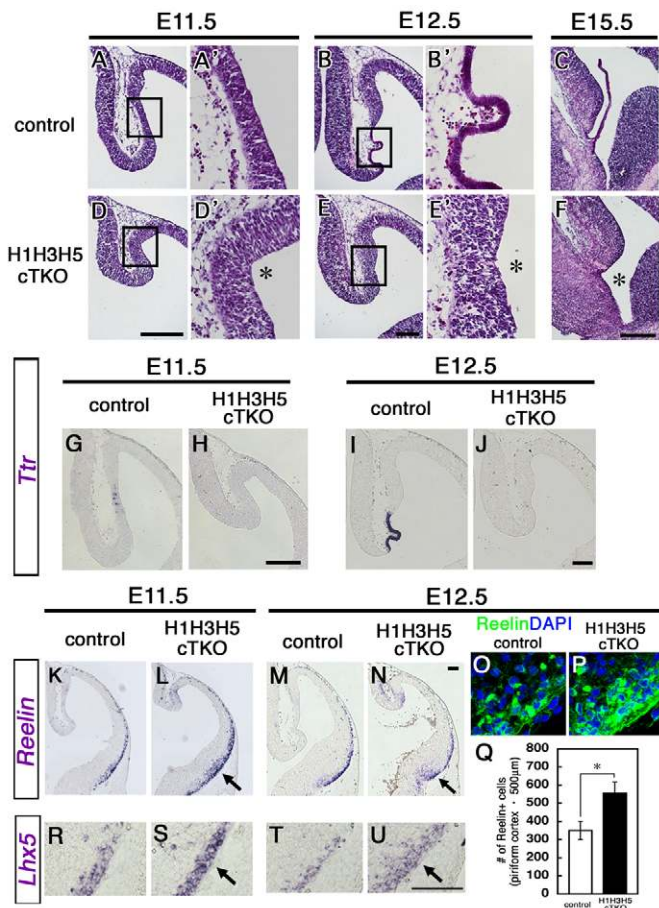 E11.5 E12.5 E15.5
control
A A' B B' C
H1H3H5
cTKO
D D' E E' F
* * *
E11.5 E12.5
control H1H3H5
cTKO control H1H3H5
cTKO
Ttr
G H I J
E11.5 E12.5
control H1H3H5
cTKO control H1H3H5
cTKO
ReelinDAPI
control H1H3H5
cTKO
Reelin
K L M N O P
Lhx5
R S T U
Q
# of Reelin+ cells
(piriform cortex · 500μm)
800
700
600
500
400
300
200
100
0
*
control H1H3H5
cTKO